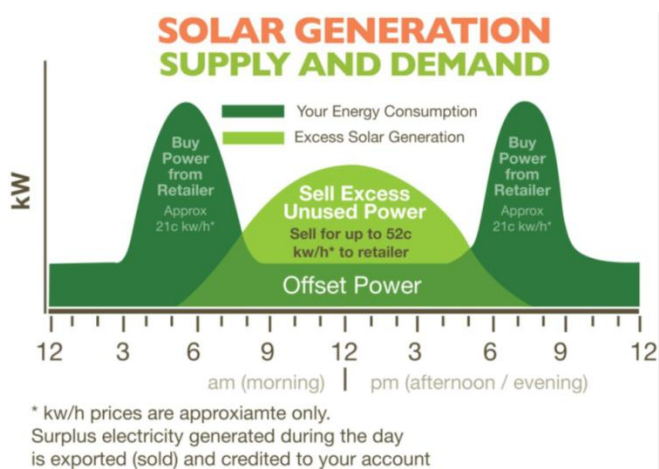 SOLAR GENERATION
SUPPLY AND DEMAND
kW
Your Energy Consumption
Excess Solar Generation
Buy
Power
from
Retailer
Approx
21c kw/h*
Sell Excess
Unused Power
Sell for up to 52c
kw/h* to retailer
Buy
Power
from
Retailer
Approx
21c kw/h*
Offset Power
12 3 6 9 12 3 6 9 12
am (morning) | pm (afternoon / evening)
* kw/h prices are approxiamte only.
Surplus electricity generated during the day
is exported (sold) and credited to your account